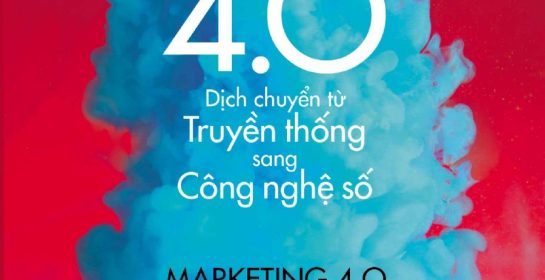 4.0
Dịch chuyển từ
Truyền thống
sang
Công nghệ số
MARKETING 4.0